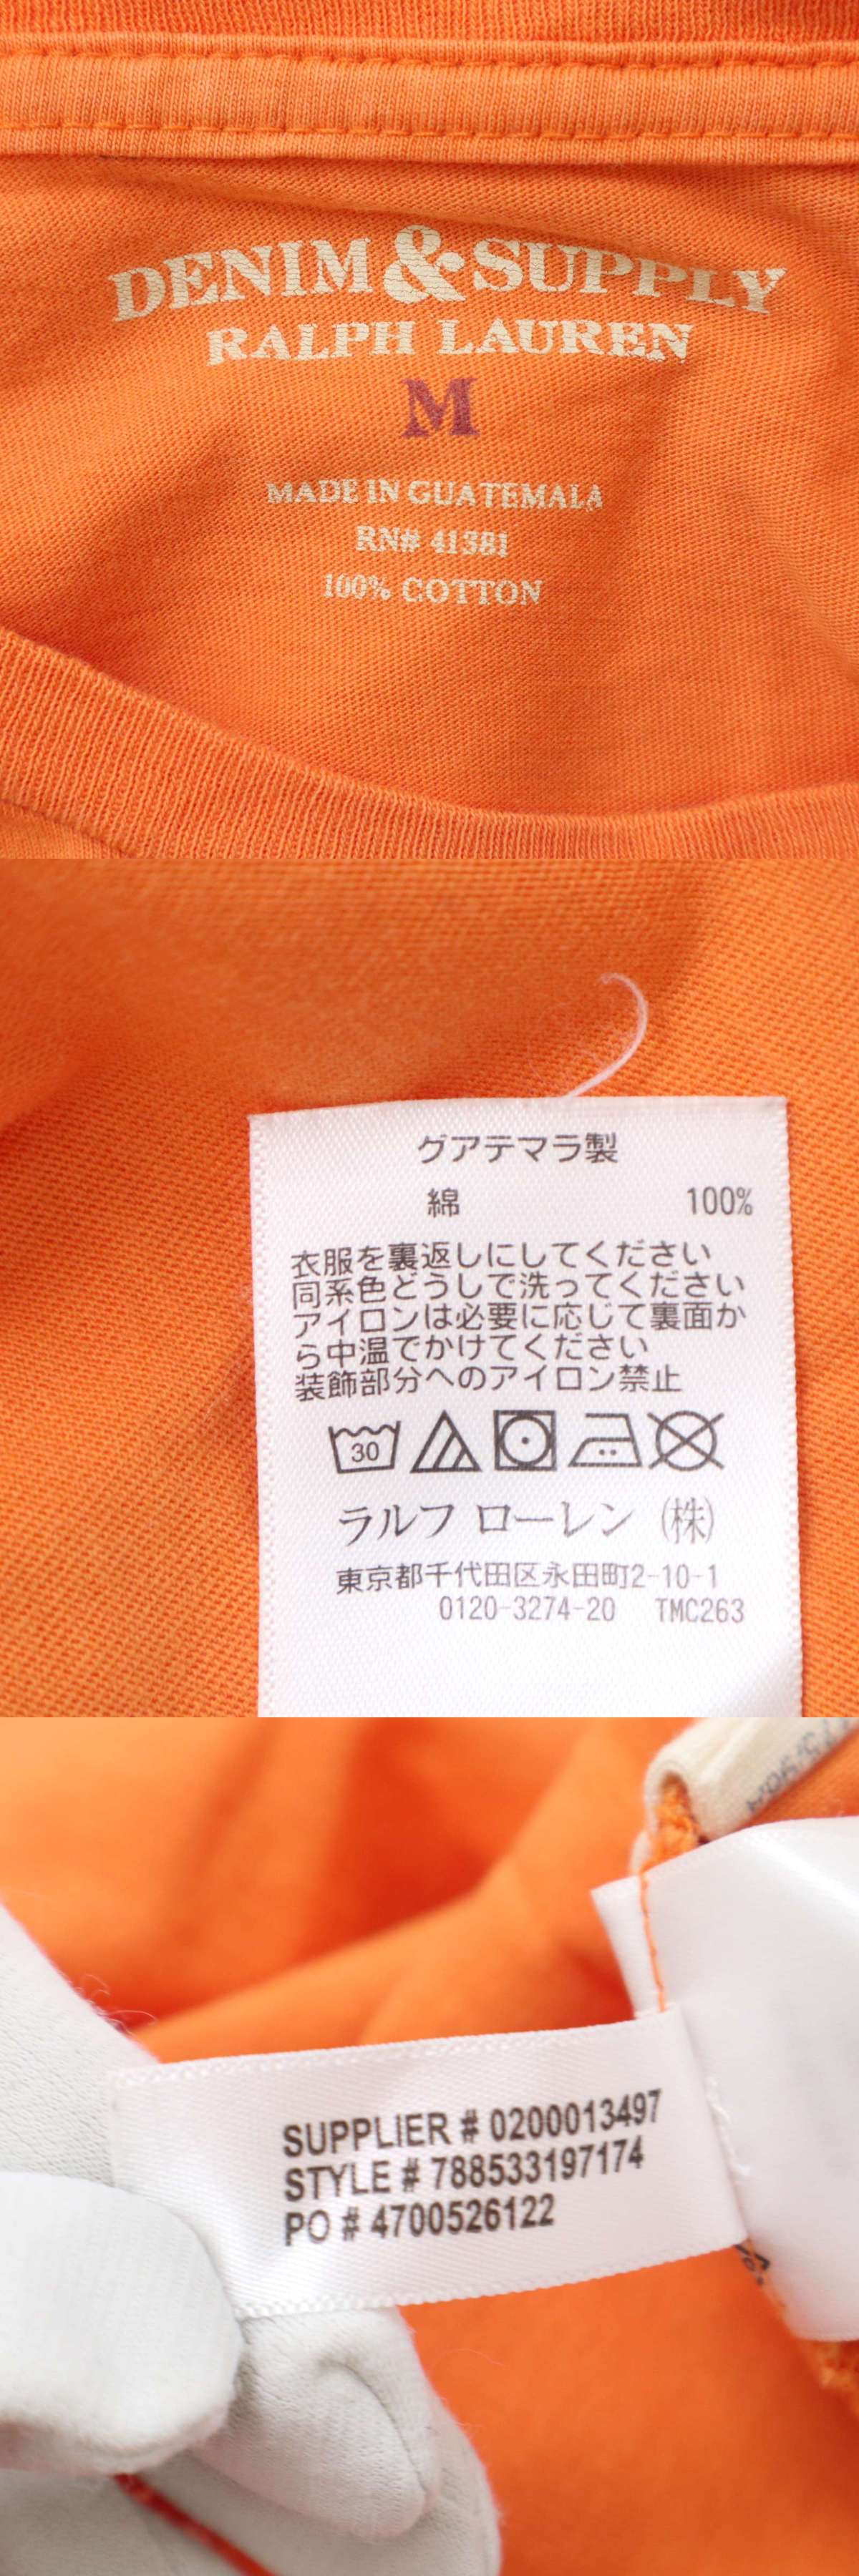 DENIM & SUPPLY
RALPH LAUREN
M
MADE IN GUATEMALA
RN# 41381
100% COTTON
グアテマラ製
綿 100%
衣服を裏返しにしてください
同系色どうしで洗ってください
アイロンは必要に応じて裏面か
ら中温でかけてください
装飾部分へのアイロン禁止
30
ラルフ ローレン (株)
東京都千代田区永田町2-10-1
0120-3274-20 TMC263
SUPPLIER # 0200013497
STYLE # 788533197174
PO # 4700526122